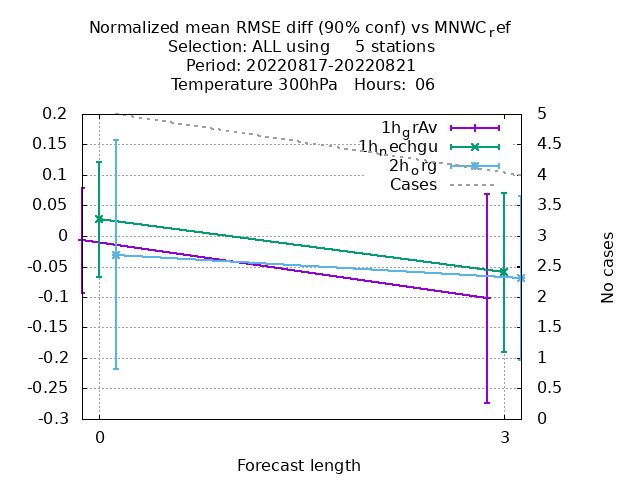 Normalized mean RMSE diff (90% conf) vs MNWC_ref
Selection: ALL using     5 stations
Period: 20220817-20220821
Temperature 300hPa   Hours: 06
0.2
0.15
0.1
0.05
0
-0.05
-0.1
-0.15
-0.2
-0.25
-0.3
5
4.5
4
3.5
3
2.5
2
1.5
1
0.5
0
1h_grAv
1h_nechgu
2h_org
Cases
No cases
0
3
Forecast length